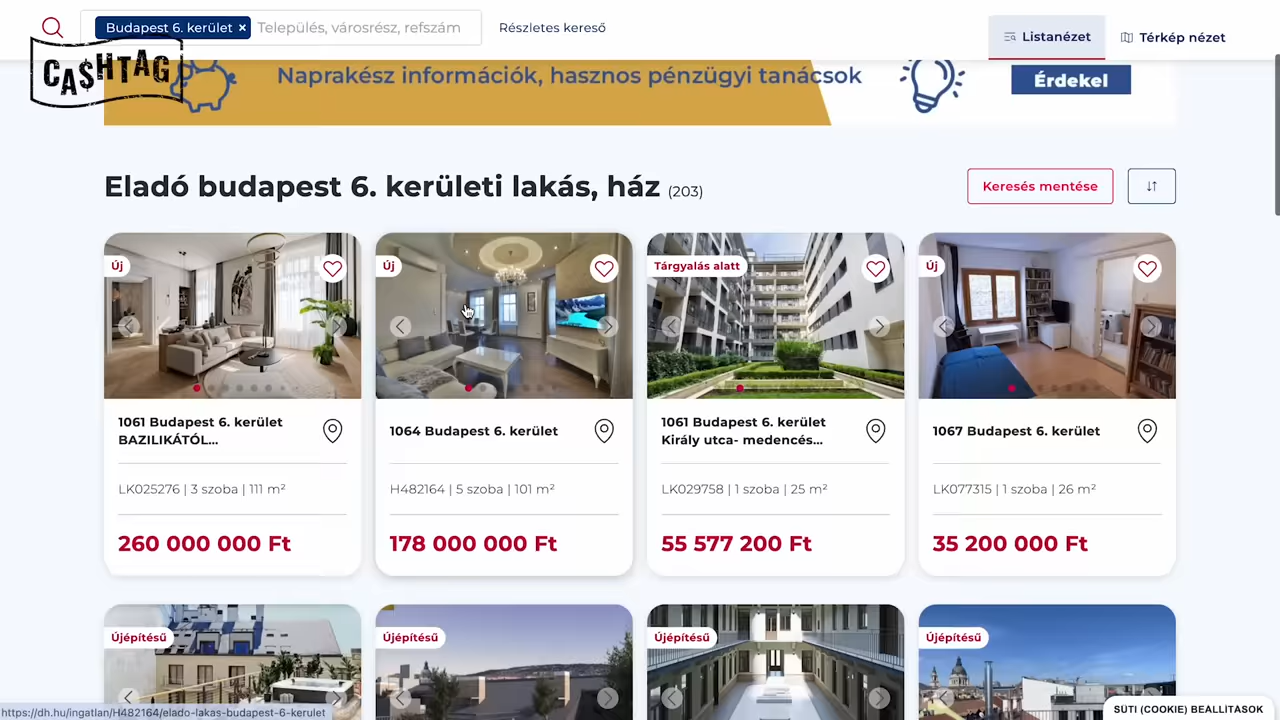 Budapest 6. kerület ×
Település, városrész, refszám
Részletes kereső
Listanézet
Térkép nézet
CA$HTAG
Naprakész információk, hasznos pénzügyi tanácsok
Érdekel
Eladó budapest 6. kerületi lakás, ház (203)
Keresés mentése
Új
Új
Tárgyalás alatt
Új
1061 Budapest 6. kerület
BAZILIKÁTÓL...
1064 Budapest 6. kerület
1061 Budapest 6. kerület
Király utca- medencés...
1067 Budapest 6. kerület
LK025276 | 3 szoba | 111 m²
H482164 | 5 szoba | 101 m²
LK029758 | 1 szoba | 25 m²
LK077315 | 1 szoba | 26 m²
260 000 000 Ft
178 000 000 Ft
55 577 200 Ft
35 200 000 Ft
Újépítésű
Újépítésű
Újépítésű
Újépítésű
https://dh.hu/ingatlan/H482164/elado-lakas-budapest-6-kerulet
SÜTI (COOKIE) BEÁLLÍTÁSOK